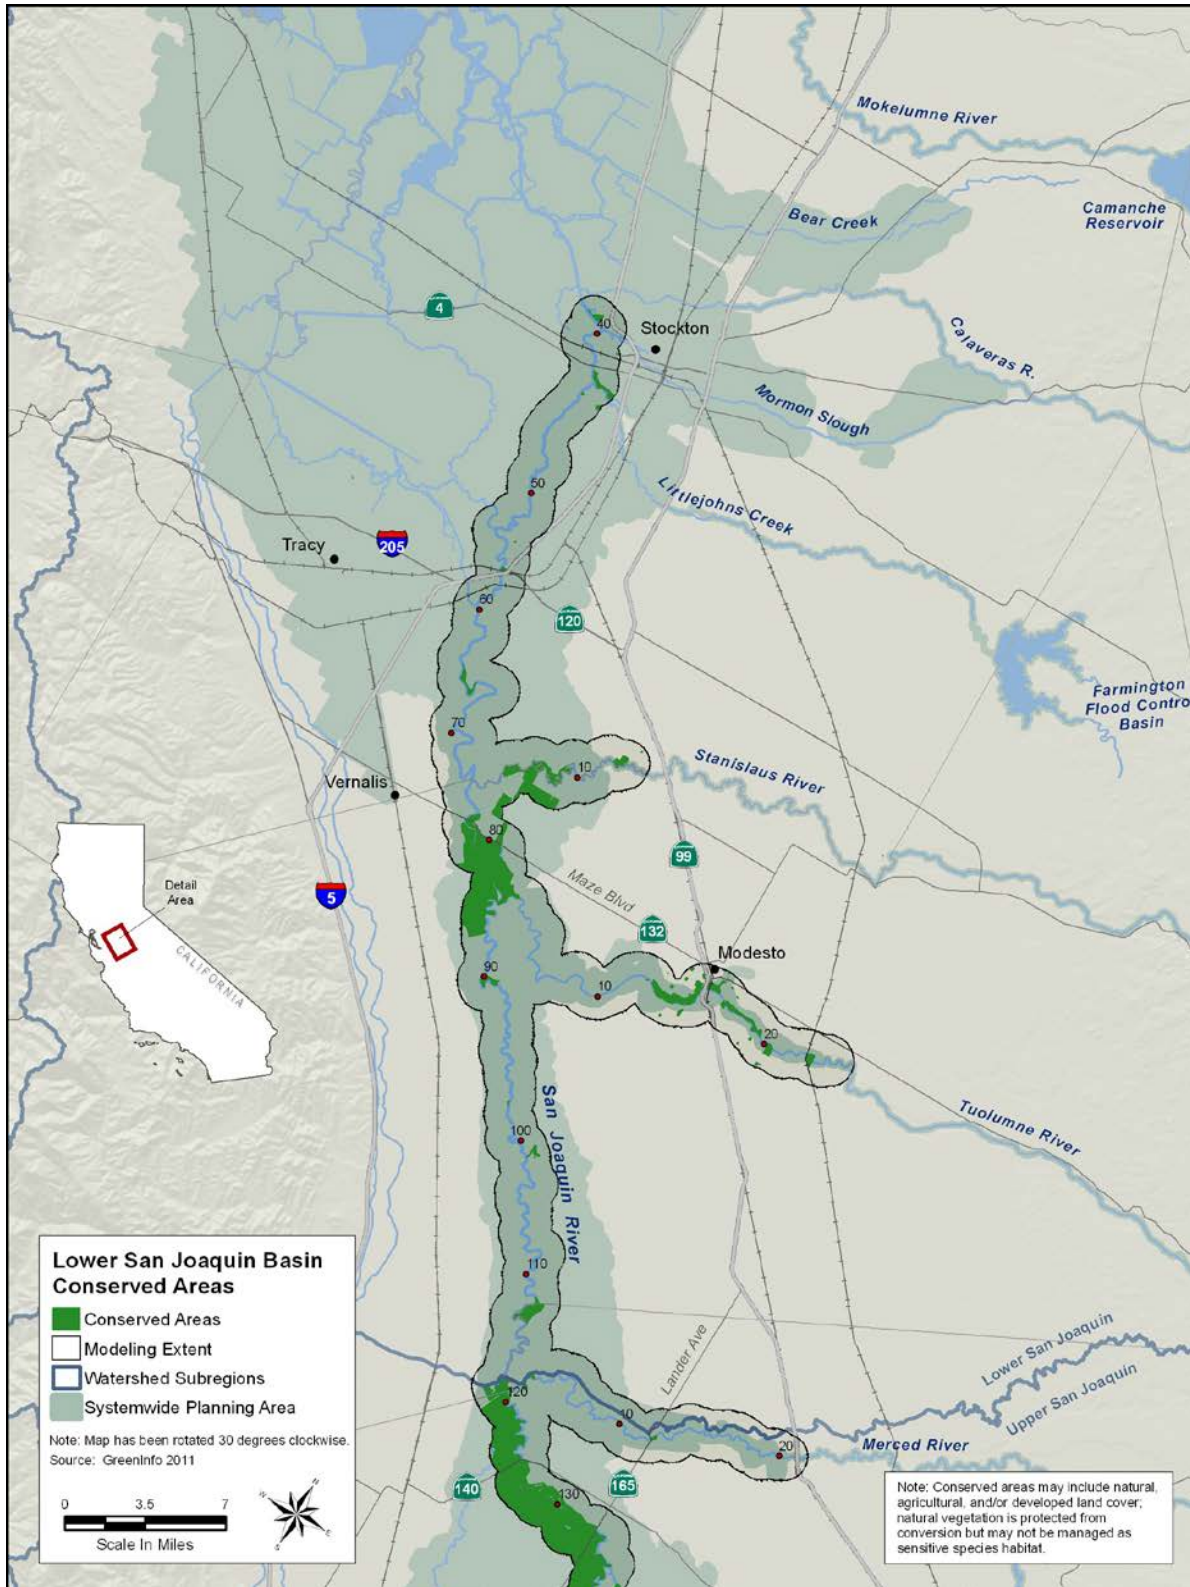 Mokelumne River
Camanche
Reservoir
Bear Creek
4
40
Stockton
Calaveras R.
Mormon Slough
50
Littlejohns Creek
Tracy
205
60
120
Farmington
Flood Contro
Basin
70
Stanislaus River
10
Vernalis
80
99
5
Maze Blvd
Detail
Area
132
CALIFORNIA
Modesto
90
10
20
San Joaquin River
Tuolumne River
100
110
Lower San Joaquin Basin
Conserved Areas
Conserved Areas
Modeling Extent
Watershed Subregions
Systemwide Planning Area
Note: Map has been rotated 30 degrees clockwise.
Source: GreenInfo 2011
0 3.5 7
Scale In Miles
N
E
S
W
Lander Ave
Lower San Joaquin
Upper San Joaquin
120
10
20
Merced River
140
165
130
Note: Conserved areas may include natural,
agricultural, and/or developed land cover;
natural vegetation is protected from
conversion but may not be managed as
sensitive species habitat.